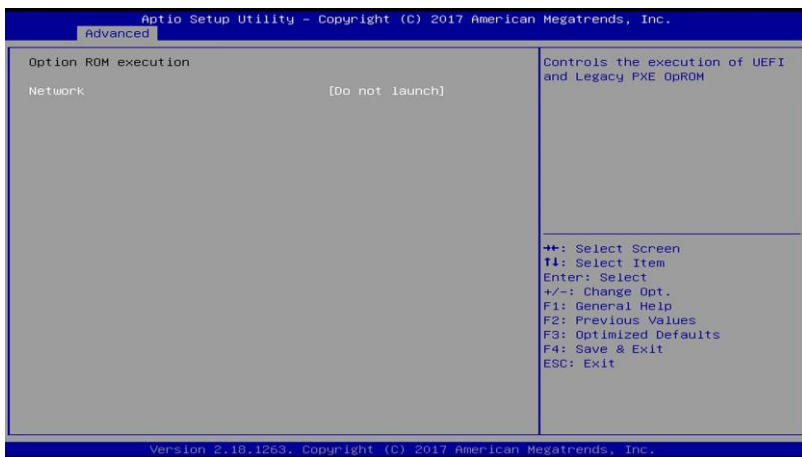 Aptio Setup Utility – Copyright (C) 2017 American Megatrends, Inc.
Advanced
Option ROM execution
Network [Do not launch]
Controls the execution of UEFI
and Legacy PXE OpROM
→←: Select Screen
↑↓: Select Item
Enter: Select
+/-: Change Opt.
F1: General Help
F2: Previous Values
F3: Optimized Defaults
F4: Save & Exit
ESC: Exit
Version 2.18.1263. Copyright (C) 2017 American Megatrends, Inc.